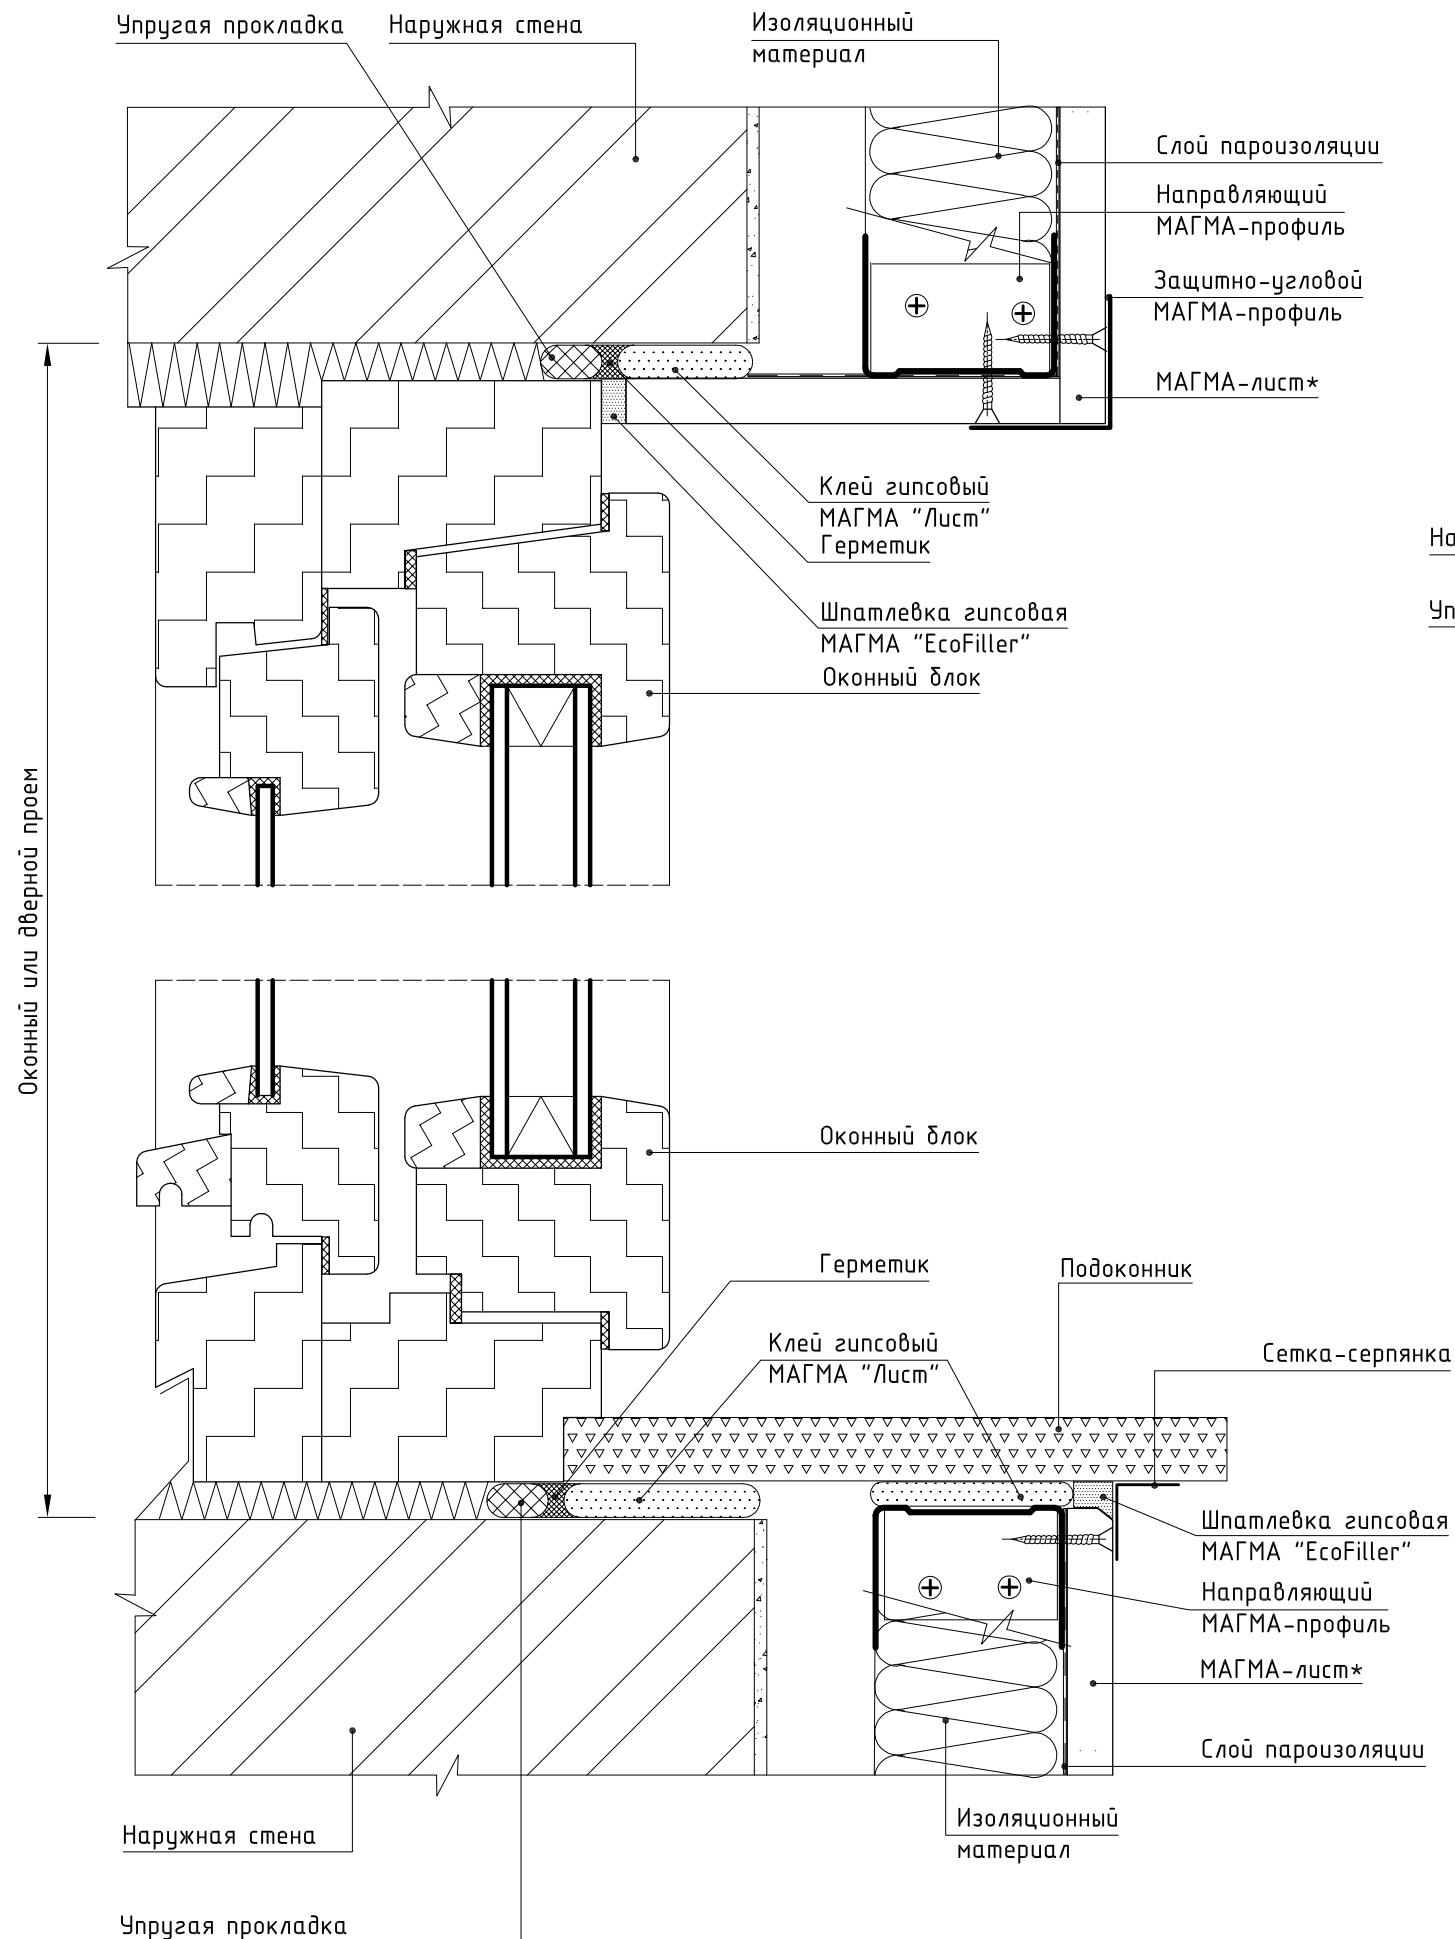 Упругая прокладка
Наружная стена
Изоляционный
материал
Слой пароизоляции
Направляющий
МАГМА-профиль
Защитно-угловой
МАГМА-профиль
МАГМА-лист*
Клей гипсовый
МАГМА "Лист"
Герметик
На
Уп
Шпатлевка гипсовая
МАГМА "EcoFiller"
Оконный блок
Оконный или дверной проем
Оконный блок
Герметик
Подоконник
Клей гипсовый
МАГМА "Лист"
Сетка-серпянка
Шпатлевка гипсовая
МАГМА "EcoFiller"
Направляющий
МАГМА-профиль
МАГМА-лист*
Слой пароизоляции
Изоляционный
материал
Наружная стена
Упругая прокладка